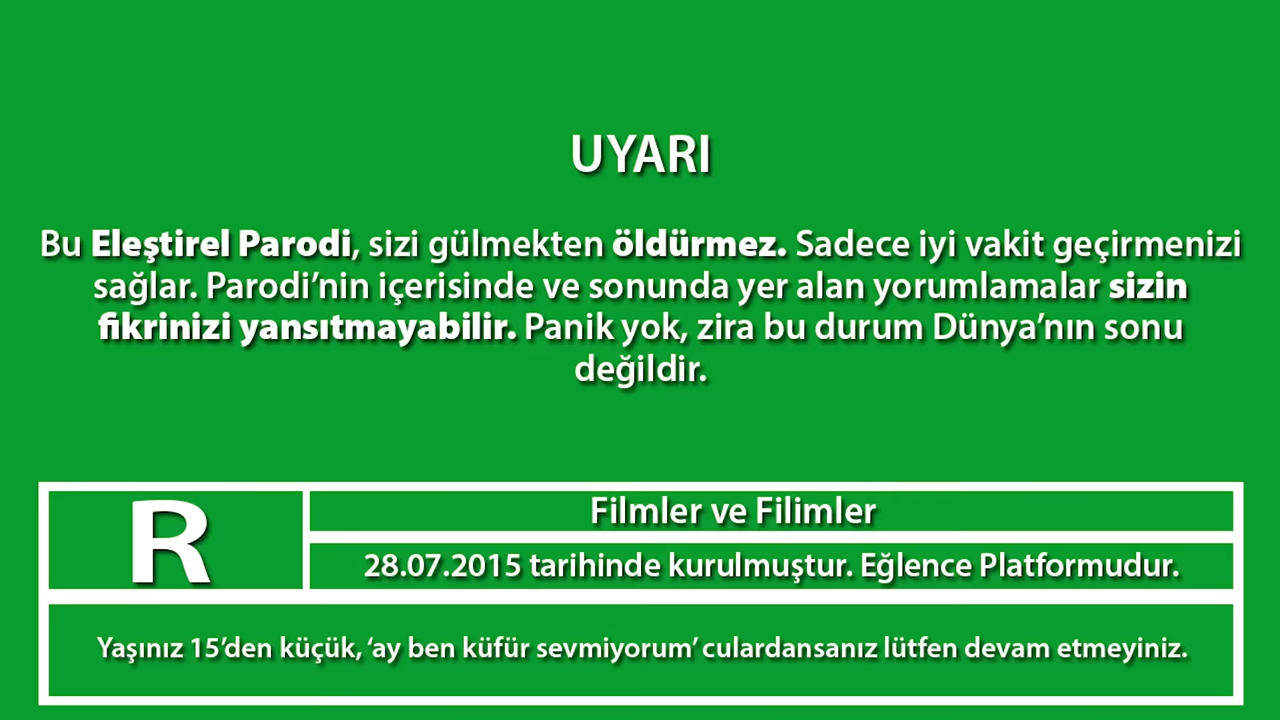 UYARI
Bu Eleştirel Parodi, sizi gülmekten öldürmez. Sadece iyi vakit geçirmenizi
sağlar. Parodi’nin içerisinde ve sonunda yer alan yorumlamalar sizin
fikrinizi yansıtmayabilir. Panik yok, zira bu durum Dünya’nın sonu
değildir.
R
Filmler ve Filimler
28.07.2015 tarihinde kurulmuştur. Eğlence Platformudur.
Yaşınız 15’den küçük, ‘ay ben küfür sevmiyorum’ culardansanız lütfen devam etmeyiniz.